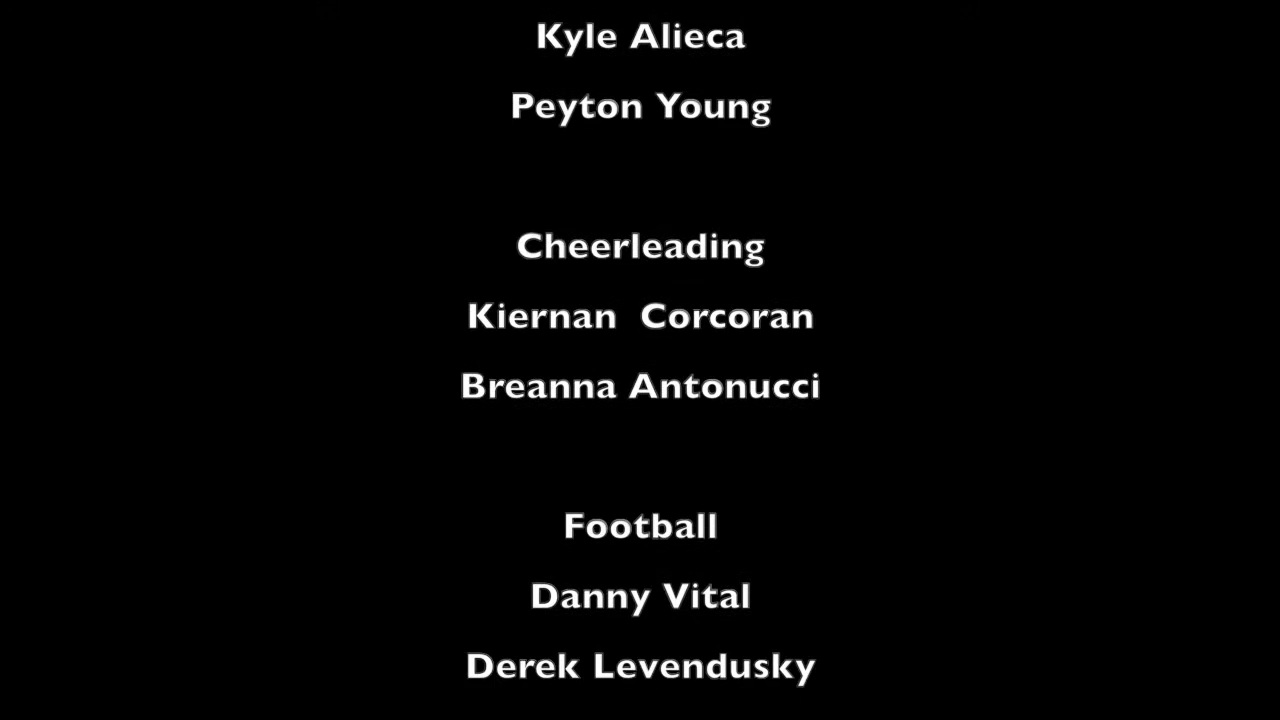 Kyle Alieca
Peyton Young
Cheerleading
Kiernan  Corcoran
Breanna Antonucci
Football
Danny Vital
Derek Levendusky